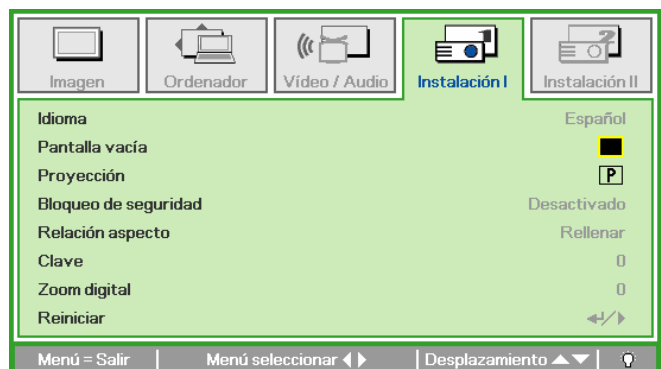 Imagen Ordenador Vídeo / Audio Instalación I Instalación II
Idioma Español
Pantalla vacía
Proyección P
Bloqueo de seguridad Desactivado
Relación aspecto Rellenar
Clave 0
Zoom digital 0
Reiniciar
Menú = Salir Menú seleccionar Desplazamiento